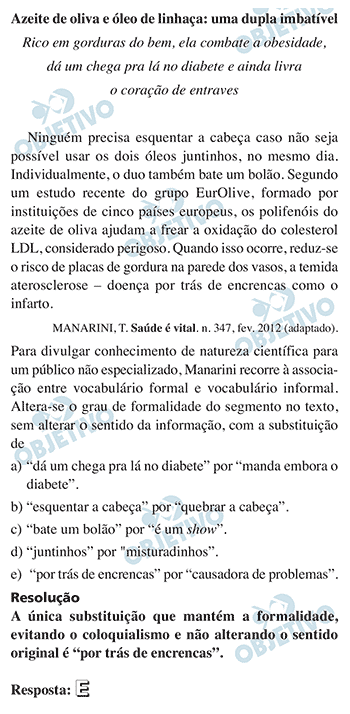 Azeite de oliva e óleo de linhaça: uma dupla imbatível
Rico em gorduras do bem, ela combate a obesidade,
dá um chega pra lá no diabete e ainda livra
o coração de entraves
Ninguém precisa esquentar a cabeça caso não seja
possível usar os dois óleos juntinhos, no mesmo dia.
Individualmente, o duo também bate um bolão. Segundo
um estudo recente do grupo EurOlive, formado por
instituições de cinco países europeus, os polifenóis do
azeite de oliva ajudam a frear a oxidação do colesterol
LDL, considerado perigoso. Quando isso ocorre, reduz-se
o risco de placas de gordura na parede dos vasos, a temida
aterosclerose – doença por trás de encrencas como o
infarto.
MANARINI, T. Saúde é vital. n. 347, fev. 2012 (adaptado).
Para divulgar conhecimento de natureza científica para
um público não especializado, Manarini recorre à associa-
ção entre vocabulário formal e vocabulário informal.
Altera-se o grau de formalidade do segmento no texto,
sem alterar o sentido da informação, com a substituição
de
a) “dá um chega pra lá no diabete” por “manda embora o
diabete”.
b) “esquentar a cabeça” por “quebrar a cabeça”.
c) “bate um bolão” por “é um show”.
d) “juntinhos” por "misturadinhos”.
e) “por trás de encrencas” por “causadora de problemas”.
Resolução
A única substituição que mantém a formalidade,
evitando o coloquialismo e não alterando o sentido
original é “por trás de encrencas”.
Resposta: E
OBJETIVO
OBJETIVO
OBJETIVO
OBJETIVO
OBJETIVO
OBJETIVO
OBJETIVO
OBJETIVO